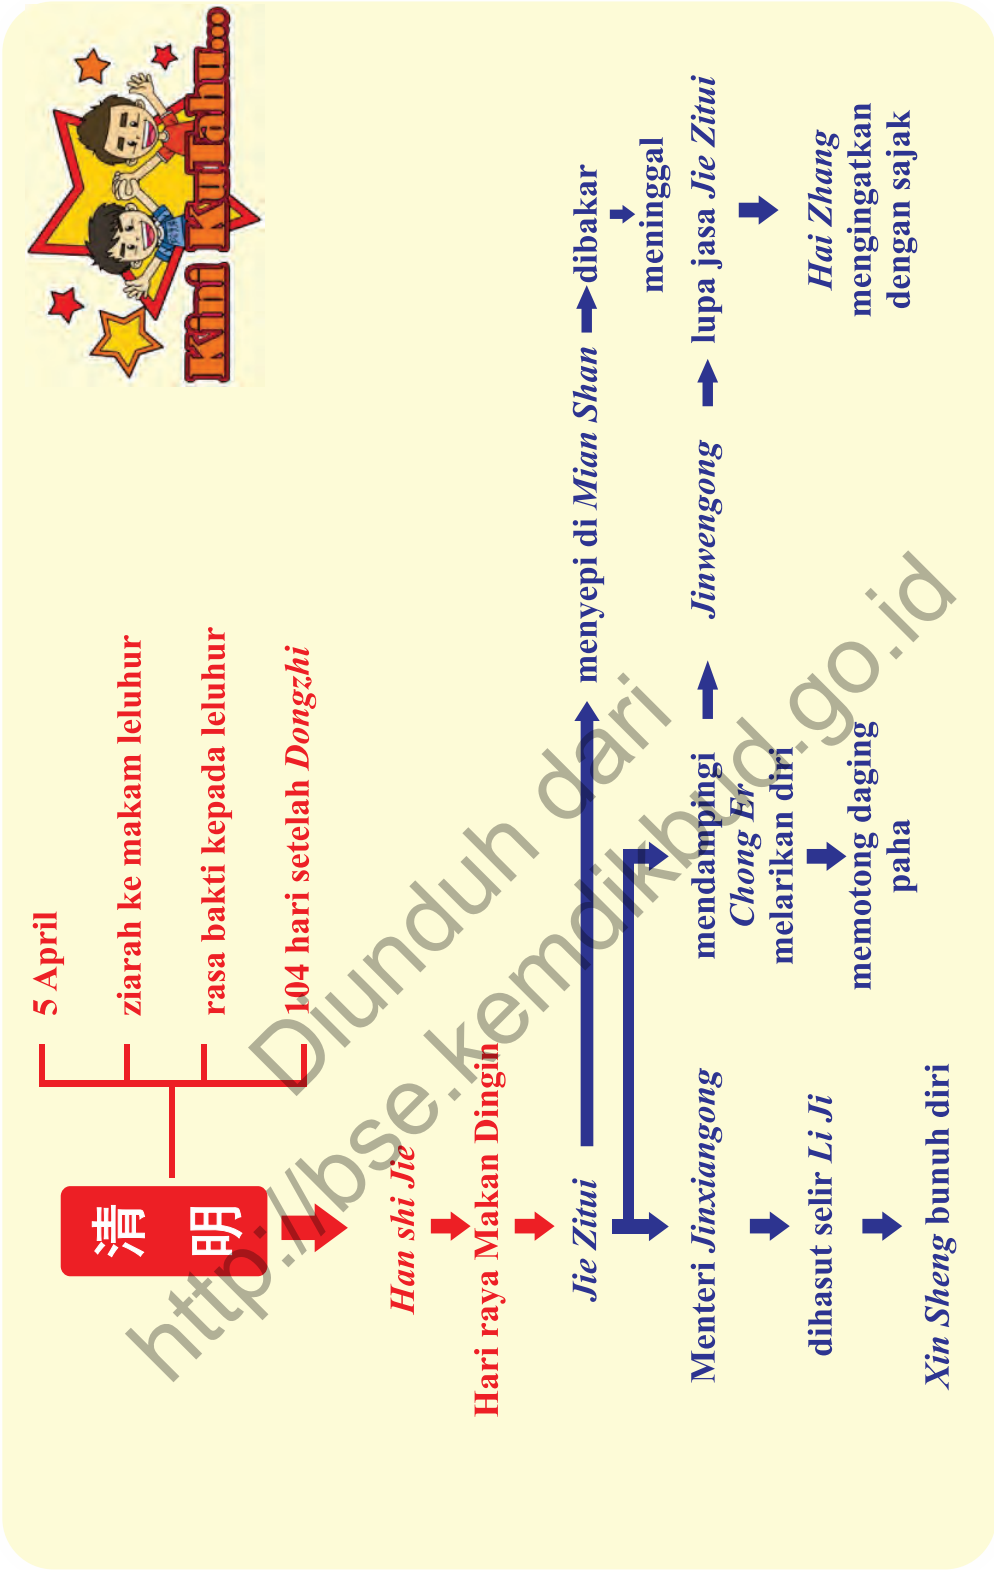 Kini KuTahu...
清明
5 April
ziarah ke makam leluhur
rasa bakti kepada leluhur
104 hari setelah Dongzhi
Han shi Jie
Hari raya Makan Dingin
Jie Zitui
menyepi di Mian Shan
dibakar
meninggal
Menteri Jinxiangong
dihasut selir Li Ji
Xin Sheng bunuh diri
mendampingi
Chong Er
melarikan diri
memotong daging
paha
Jinwengong
lupa jasa Jie Zitui
Hai Zhang
mengingatkan
dengan sajak
Diunduh dari
http://bse.kemdikbud.go.id